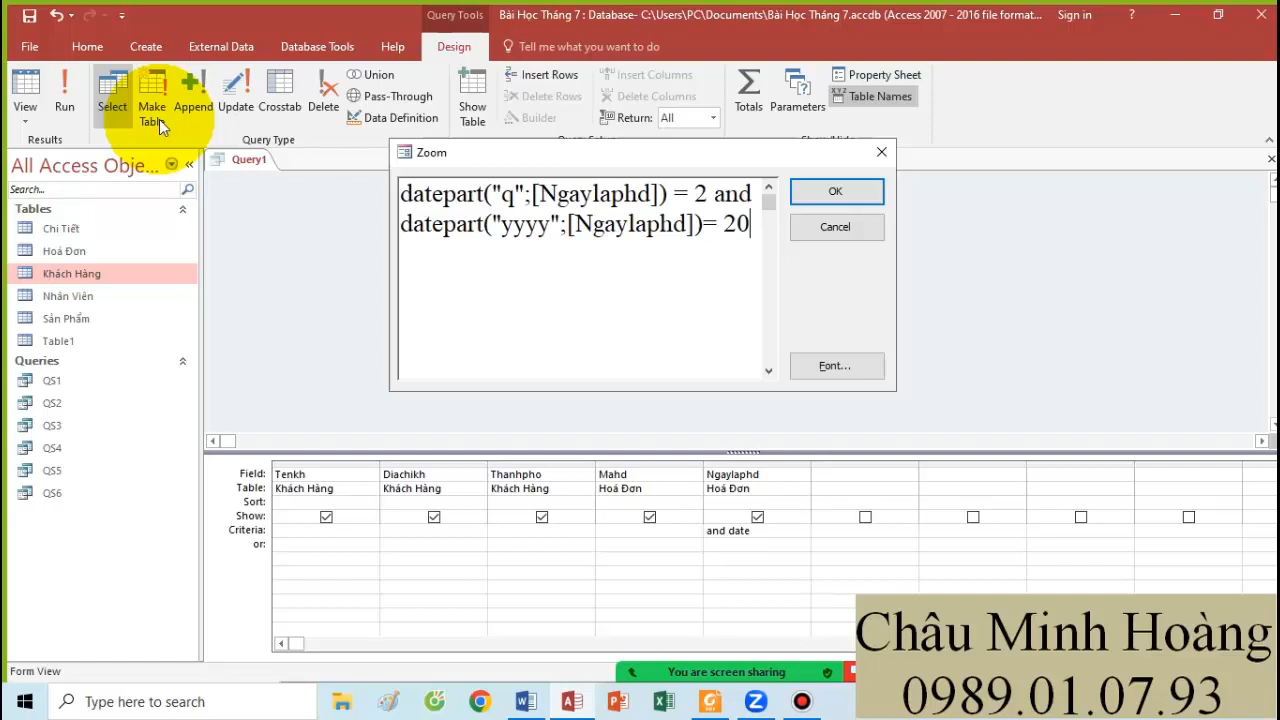 Query Tools
Bài Học Tháng 7 : Database- C:\Users\PC\Documents\Bài Học Tháng 7.accdb (Access 2007 - 2016 file format...
Sign in
?
File
Home
Create
External Data
Database Tools
Help
Design
Tell me what you want to do
View
Run
Select
Make Table
Append
Update
Crosstab
Delete
Union
Pass-Through
Data Definition
Show Table
Insert Rows
Delete Rows
Builder
Insert Columns
Delete Columns
Return: All
Totals
Parameters
Property Sheet
Table Names
Results
Query Type
All Access Obje...
Search...
Tables
Chi Tiết
Hoá Đơn
Khách Hàng
Nhân Viên
Sản Phẩm
Table1
Queries
QS1
QS2
QS3
QS4
QS5
QS6
Query1
Zoom
datepart("q";[Ngaylaphd]) = 2 and
datepart("yyyy";[Ngaylaphd])= 20
OK
Cancel
Font...
Field: Tenkh Diachikh Thanhpho Mahd Ngaylaphd
Table: Khách Hàng Khách Hàng Khách Hàng Hoá Đơn Hoá Đơn
Sort:
Show:
Criteria: and date
or:
Châu Minh Hoàng
0989.01.07.93
Form View
You are screen sharing
Type here to search